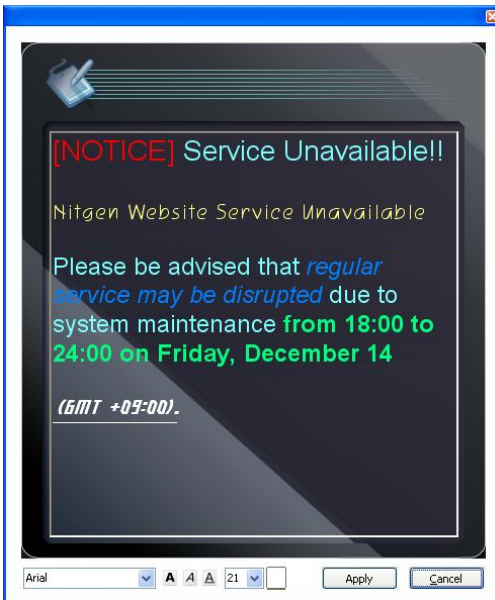 [NOTICE] Service Unavailable!!
Nitgen Website Service Unavailable
Please be advised that regular
service may be disrupted due to
system maintenance from 18:00 to
24:00 on Friday, December 14
(GMT +09:00).
Arial A A A 21 Apply Cancel